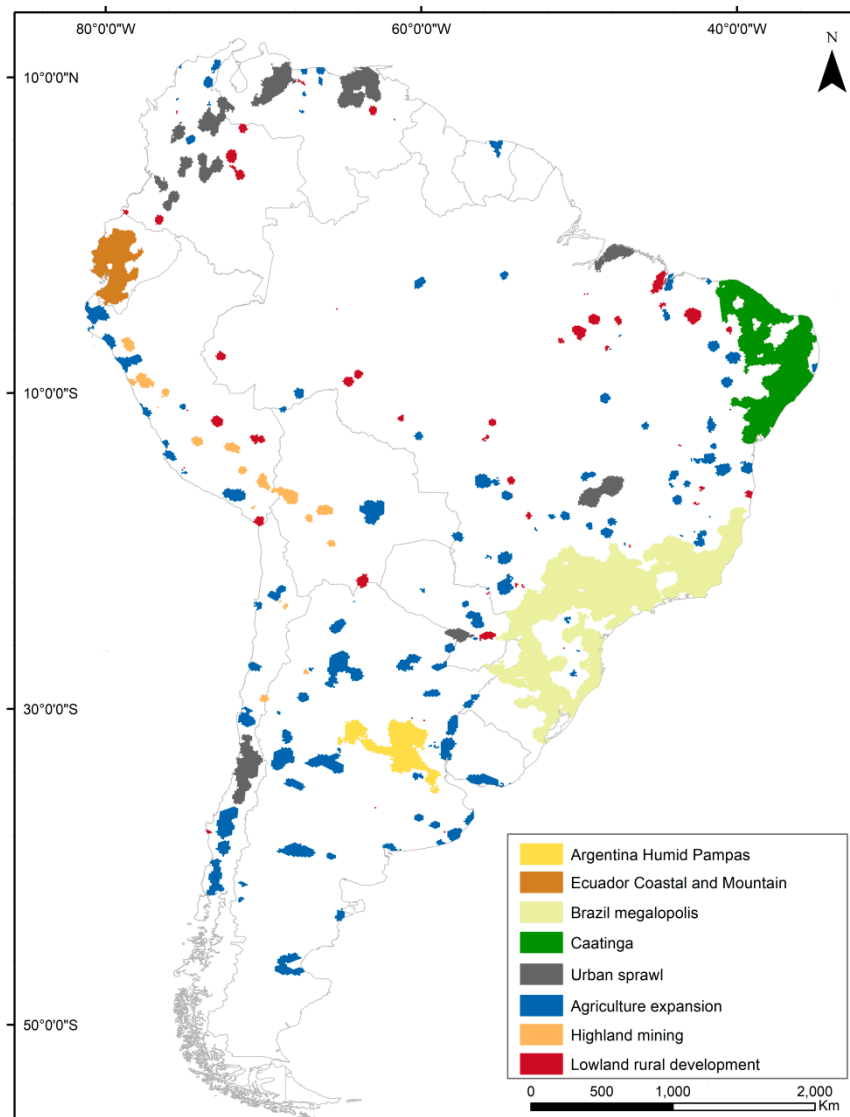 80°0'0"W 60°0'0"W 40°0'0"W
N
10°0'0"N
10°0'0"S
30°0'0"S
50°0'0"S
Argentina Humid Pampas
Ecuador Coastal and Mountain
Brazil megalopolis
Caatinga
Urban sprawl
Agriculture expansion
Highland mining
Lowland rural development
0 500 1,000 2,000
Km